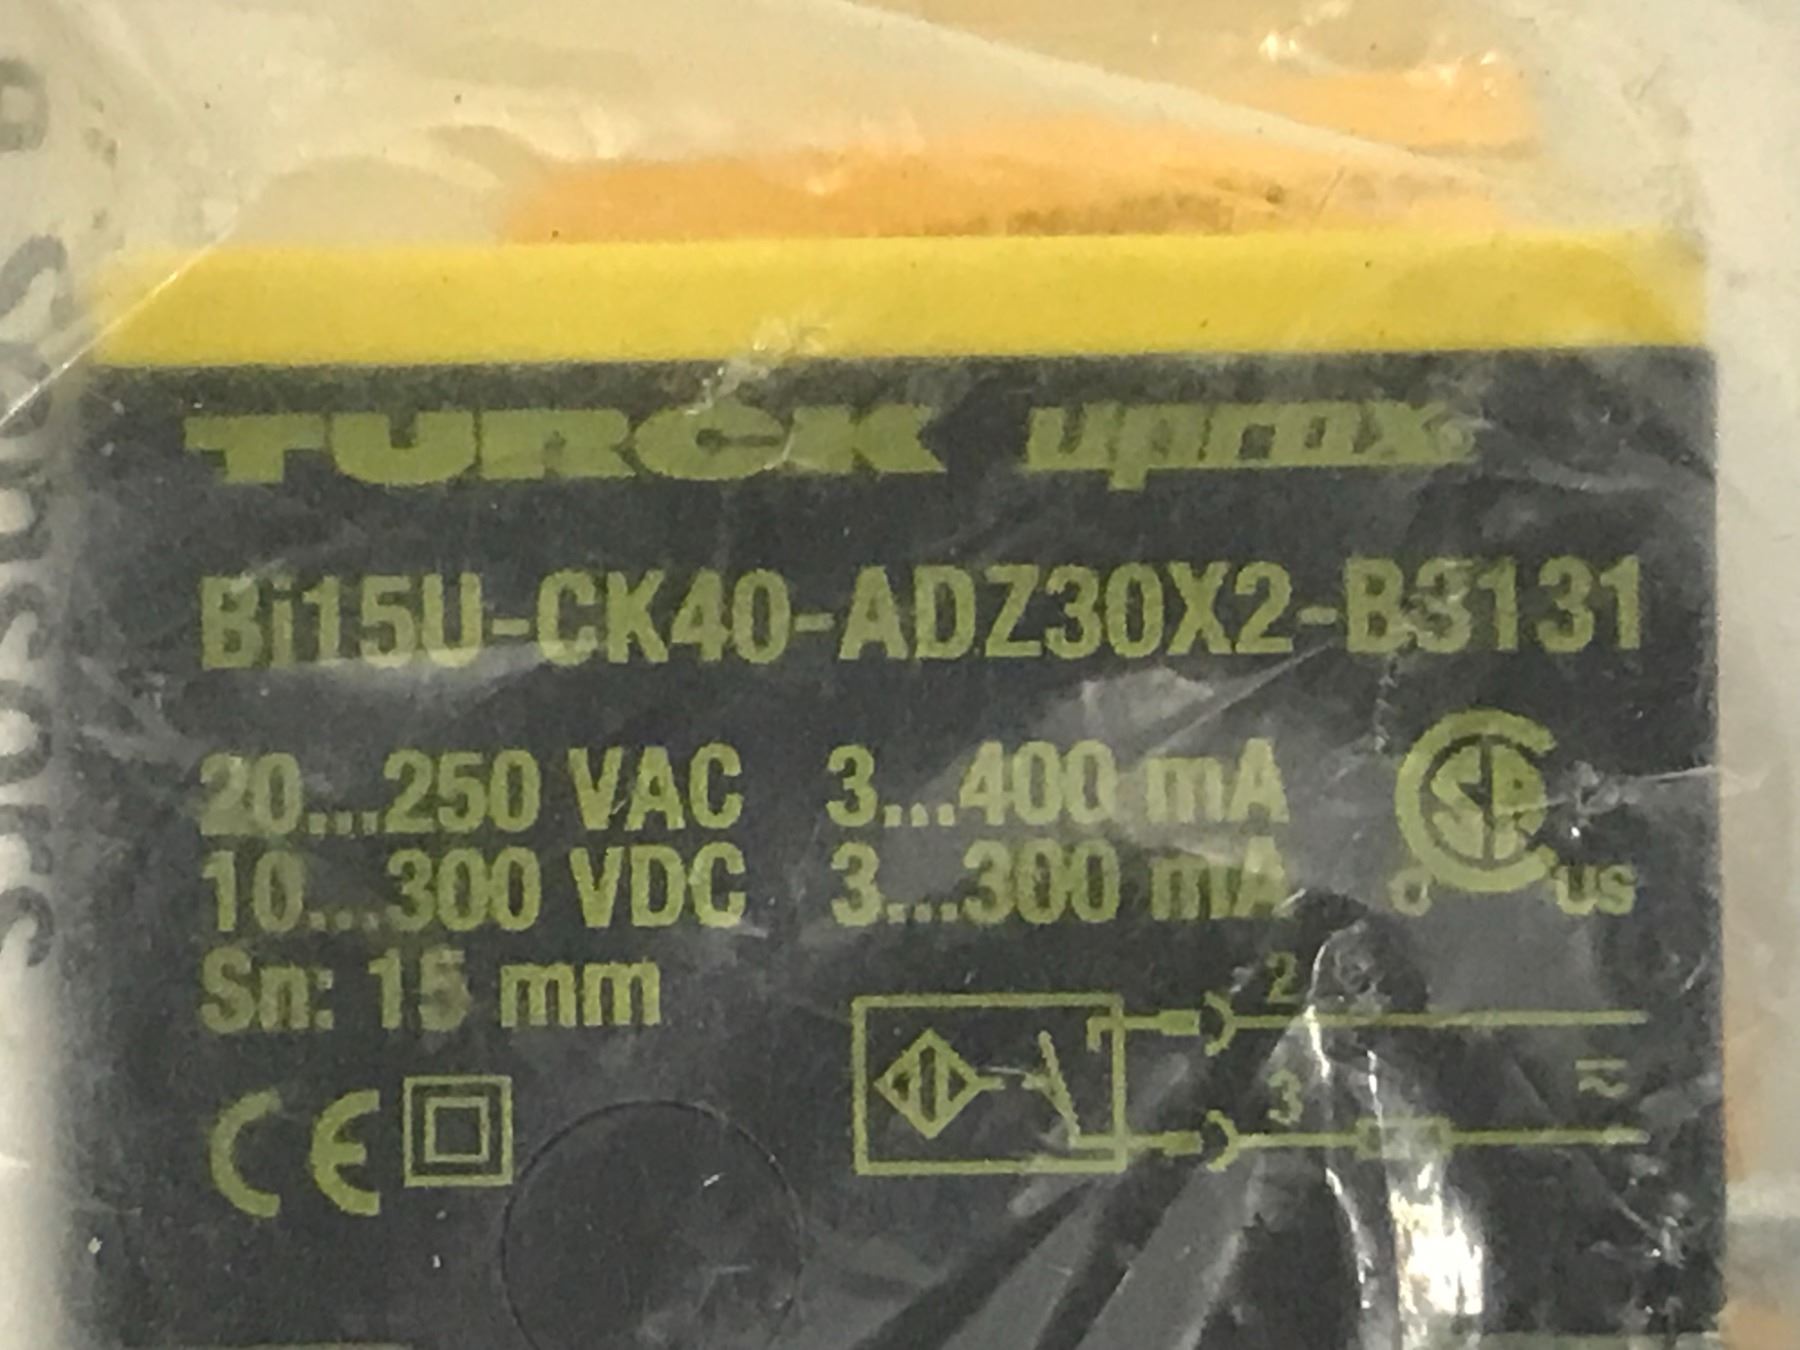 TURCK uprox®
Bi15U-CK40-ADZ30X2-B3131
20...250 VAC 3...400 mA
10...300 VDC 3...300 mA
Sn: 15 mm
SP
US
CE
2
3